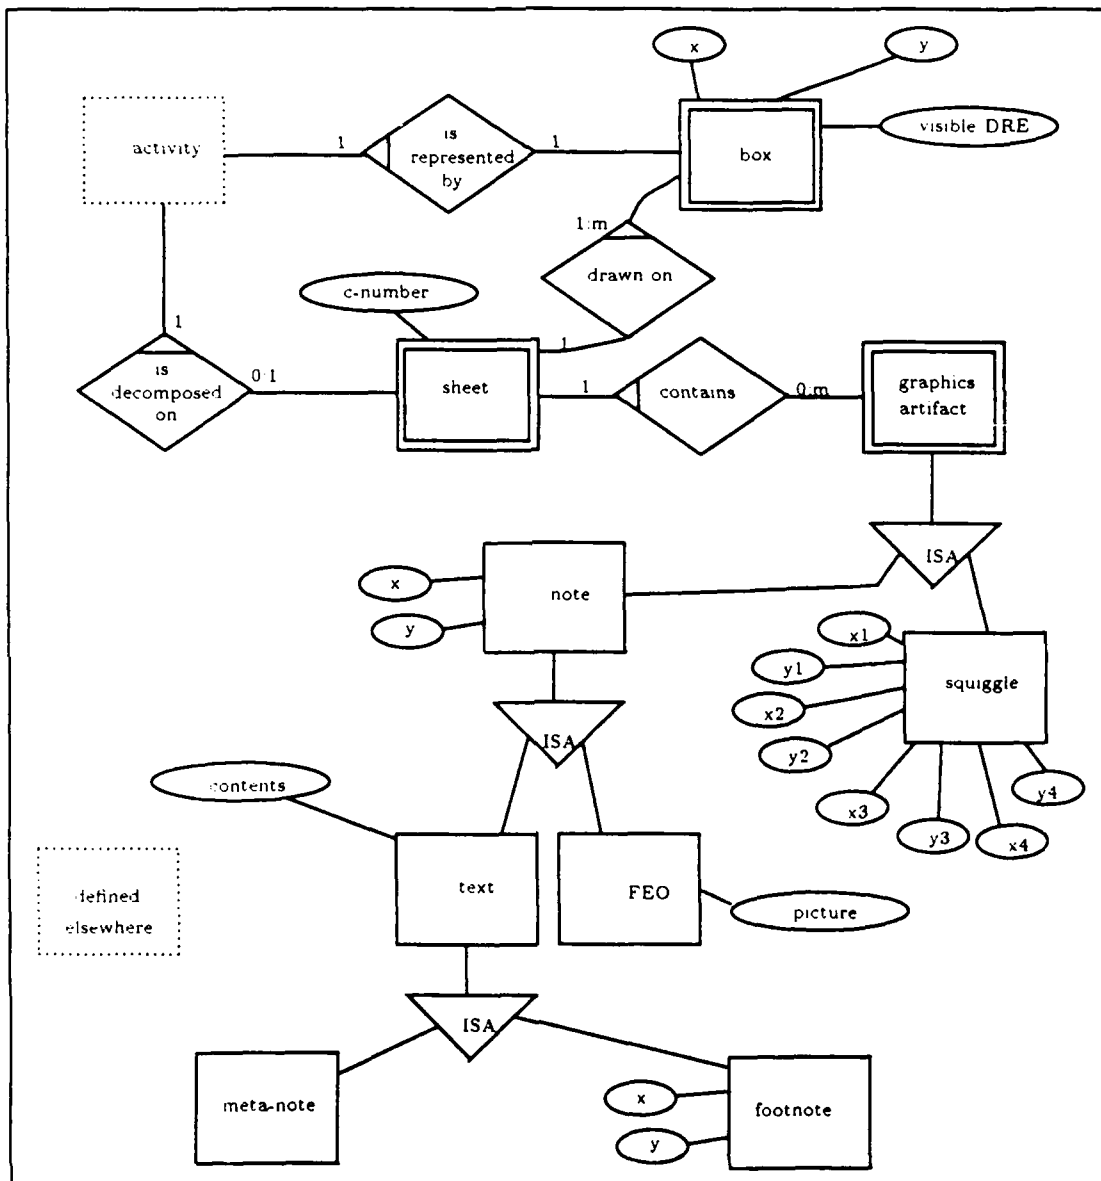 x
y
visible DRE
activity
1
is
represented
by
1
box
1:m
drawn on
c-number
1
1
is
decomposed
on
0:1
sheet
1
contains
0:m
graphics
artifact
ISA
note
x
y
x1
y1
x2
y2
x3
y3
x4
y4
squiggle
ISA
contents
text
FEO
picture
defined
elsewhere
ISA
meta-note
x
y
footnote